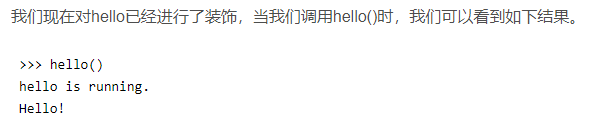 我们现在对hello已经进行了装饰，当我们调用hello()时，我们可以看到如下结果。
>>> hello()
hello is running.
Hello!